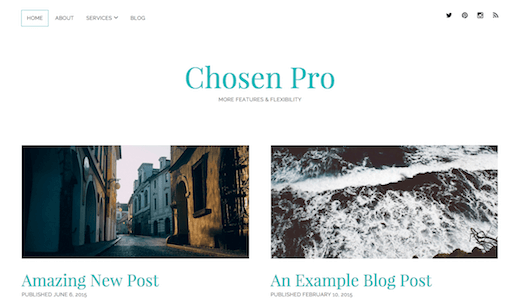 HOME ABOUT SERVICES BLOG
Chosen Pro
MORE FEATURES & FLEXIBILITY
Amazing New Post
PUBLISHED JUNE 6, 2015
An Example Blog Post
PUBLISHED FEBRUARY 10, 2015